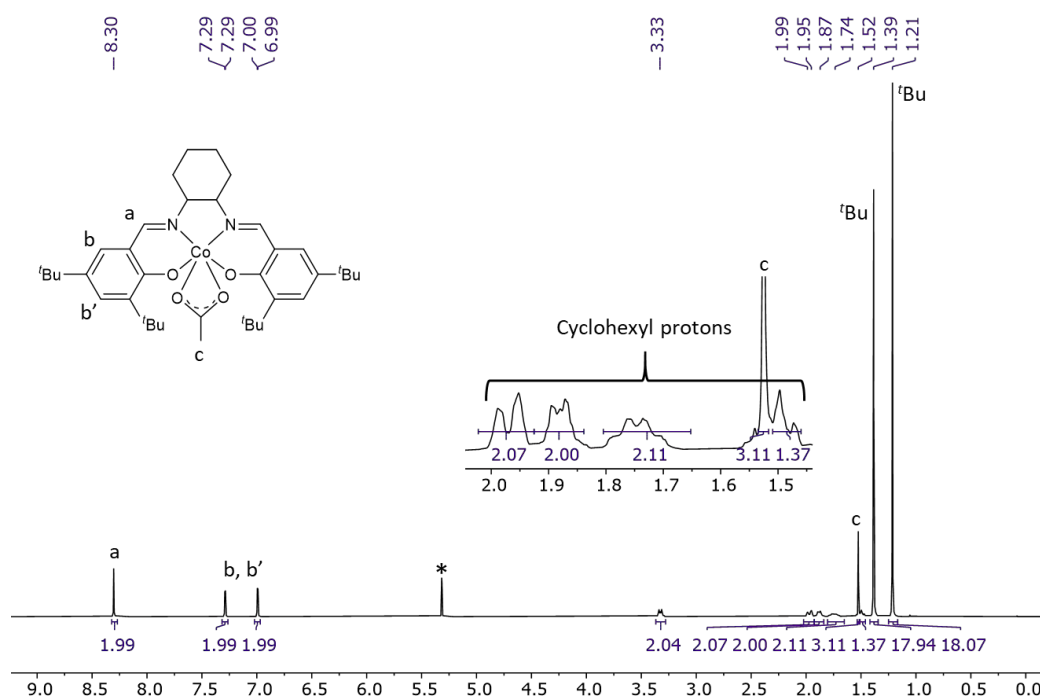 8.30 7.29 7.29 7.00 6.99 3.33 1.99 1.95 1.87 1.74 1.52 1.39 1.21
tBu
tBu
a
N N
b
Co
c
tBu O O tBu
Cyclohexyl protons
b’
O O
tBu tBu
c
2.07 2.00 2.11 3.11 1.37
2.0 1.9 1.8 1.7 1.6 1.5
c
a b, b’ *
1.99 1.99 1.99 2.04 2.07 2.00 2.11 3.11 1.37 17.94 18.07
9.0 8.5 8.0 7.5 7.0 6.5 6.0 5.5 5.0 4.5 4.0 3.5 3.0 2.5 2.0 1.5 1.0 0.5 0.0